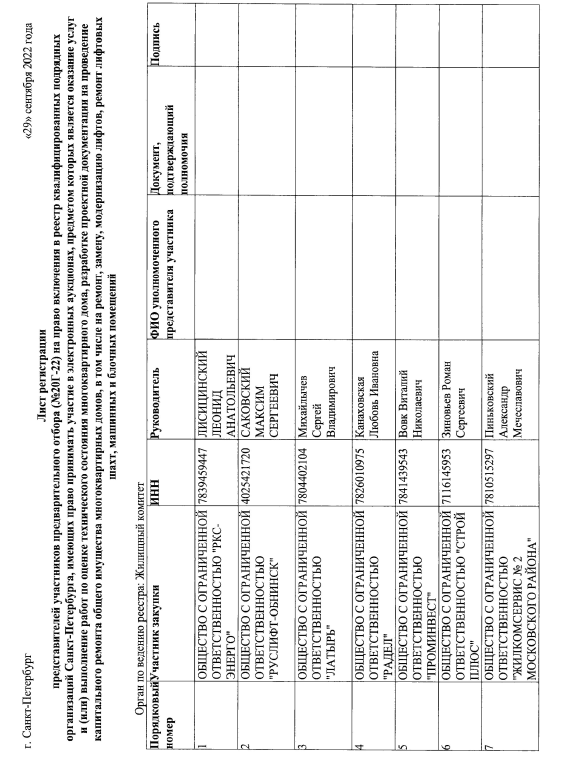 г. Санкт-Петербург
«29» сентября 2022 года
.Лист регистрации
представителей участников предварительного отбора (№20Г-22) на право включения в реестр квалифицированных подрядных
организаций Санкт-Петербурга, имеющих право принимать участие в электронных аукционах, предметом которых является оказание услуг
и (или) выполнение работ по оценке технического состояния многоквартирного дома, разработке проектной документации на проведение
капитального ремонта общего имущества многоквартирных домов, в том числе на ремонт, замену, модернизацию лифтов, ремонт лифтовых
шахт, машинных и блочных помещений
Орган по ведению реестра: Жилищный комитет
Порядковый
номер
Участник закупки
ИНН
Руководитель
ФИО уполномоченного
представителя участника
Документ,
подтверждающий
полномочия
Подпись
1
ОБЩЕСТВО С ОГРАНИЧЕННОЙ
ОТВЕТСТВЕННОСТЬЮ "РКС-
ЭНЕРГО"
7839459447
ЛИСИЦИНСКИЙ
ЛЕОНИД
АНАТОЛЬЕВИЧ
2
ОБЩЕСТВО С ОГРАНИЧЕННОЙ
ОТВЕТСТВЕННОСТЬЮ
"РУСЛИФТ-ОБНИНСК"
4025421720
САКОВСКИЙ
МАКСИМ
СЕРГЕЕВИЧ
3
ОБЩЕСТВО С ОГРАНИЧЕННОЙ
ОТВЕТСТВЕННОСТЬЮ
"ЛАТЫРЬ"
7804402104
Михайлычев
Сергей
Владимирович
4
ОБЩЕСТВО С ОГРАНИЧЕННОЙ
ОТВЕТСТВЕННОСТЬЮ
"РАДЕЛ"
7826010975
Канаховская
Любовь Ивановна
5
ОБЩЕСТВО С ОГРАНИЧЕННОЙ
ОТВЕТСТВЕННОСТЬЮ
"ПРОМИНВЕСТ"
7841439543
Вовк Виталий
Николаевич
6
ОБЩЕСТВО С ОГРАНИЧЕННОЙ
ОТВЕТСТВЕННОСТЬЮ "СТРОЙ
ПЛЮС"
7116145953
Зиновьев Роман
Сергеевич
7
ОБЩЕСТВО С ОГРАНИЧЕННОЙ
ОТВЕТСТВЕННОСТЬЮ
"ЖИЛКОМСЕРВИС № 2
МОСКОВСКОГО РАЙОНА"
7810515297
Пиньковский
Александр
Мечеславович